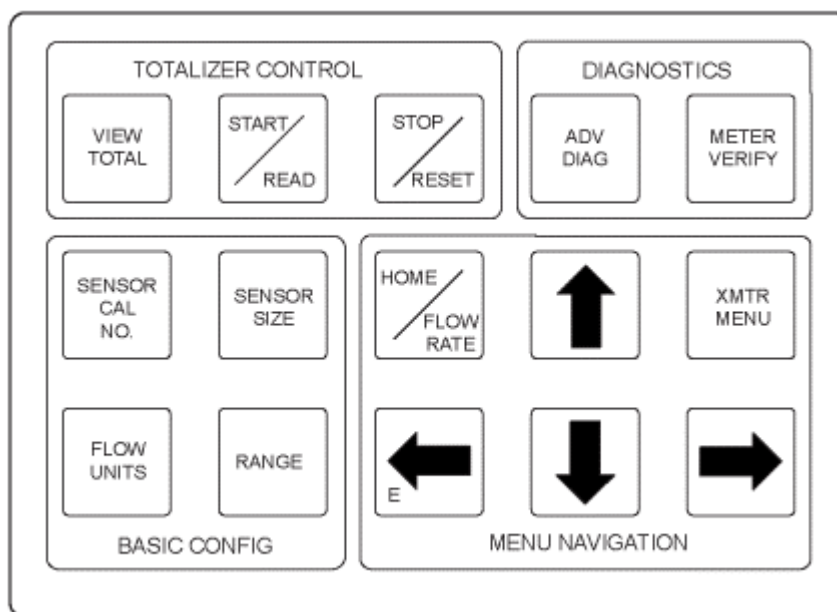 TOTALIZER CONTROL
VIEW
TOTAL
START
READ
STOP
RESET
DIAGNOSTICS
ADV
DIAG
METER
VERIFY
SENSOR
CAL
NO.
SENSOR
SIZE
FLOW
UNITS
RANGE
BASIC CONFIG
HOME
FLOW
RATE
XMTR
MENU
E
MENU NAVIGATION